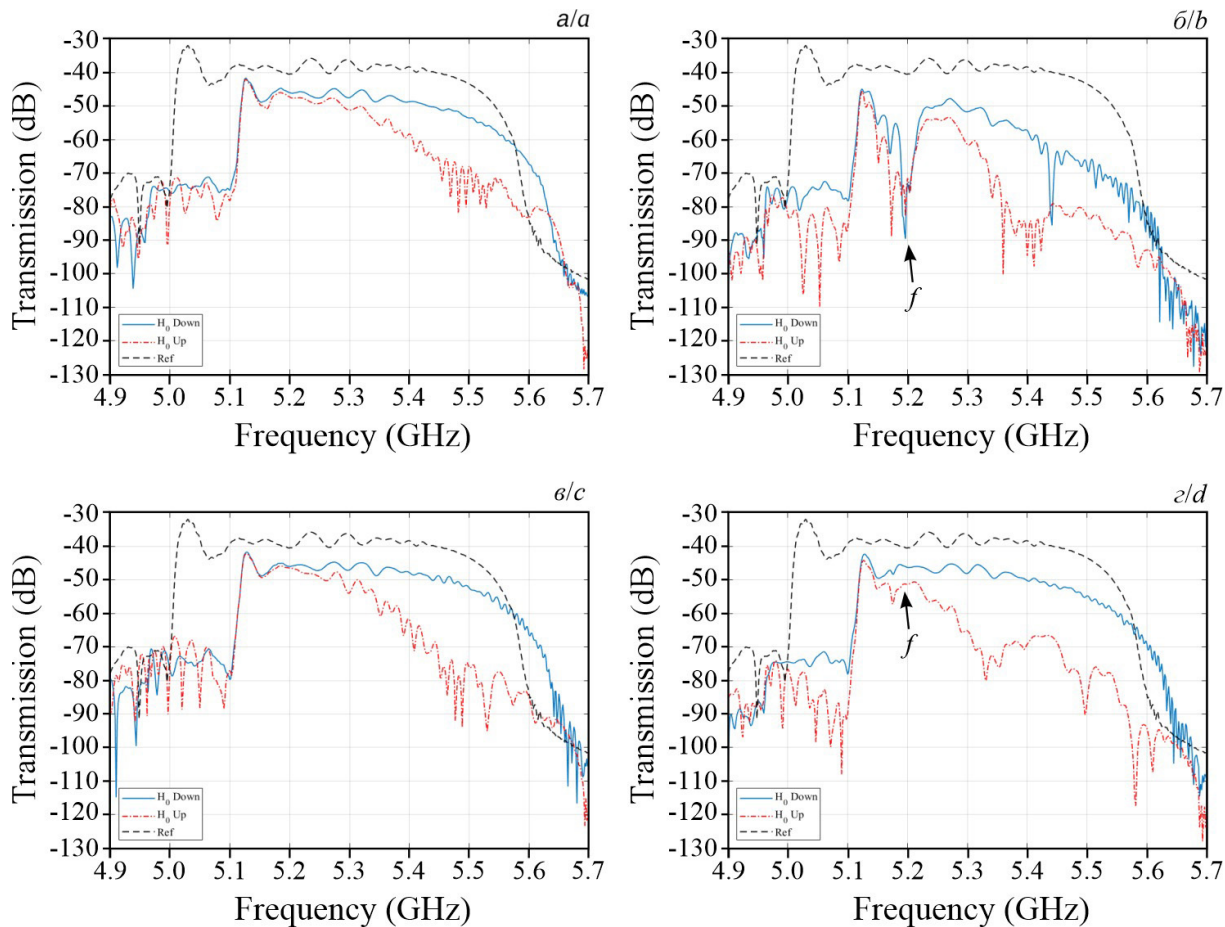 а/a
Transmission (dB)
-30
-40
-50
-60
-70
-80
-90
-100
-110
-120
-130
H0 Down
H0 Up
Ref
4.9 5.0 5.1 5.2 5.3 5.4 5.5 5.6 5.7
Frequency (GHz)
б/b
Transmission (dB)
-30
-40
-50
-60
-70
-80
-90
-100
-110
-120
-130
f
H0 Down
H0 Up
Ref
4.9 5.0 5.1 5.2 5.3 5.4 5.5 5.6 5.7
Frequency (GHz)
в/c
Transmission (dB)
-30
-40
-50
-60
-70
-80
-90
-100
-110
-120
-130
H0 Down
H0 Up
Ref
4.9 5.0 5.1 5.2 5.3 5.4 5.5 5.6 5.7
Frequency (GHz)
г/d
Transmission (dB)
-30
-40
-50
-60
-70
-80
-90
-100
-110
-120
-130
f
H0 Down
H0 Up
Ref
4.9 5.0 5.1 5.2 5.3 5.4 5.5 5.6 5.7
Frequency (GHz)